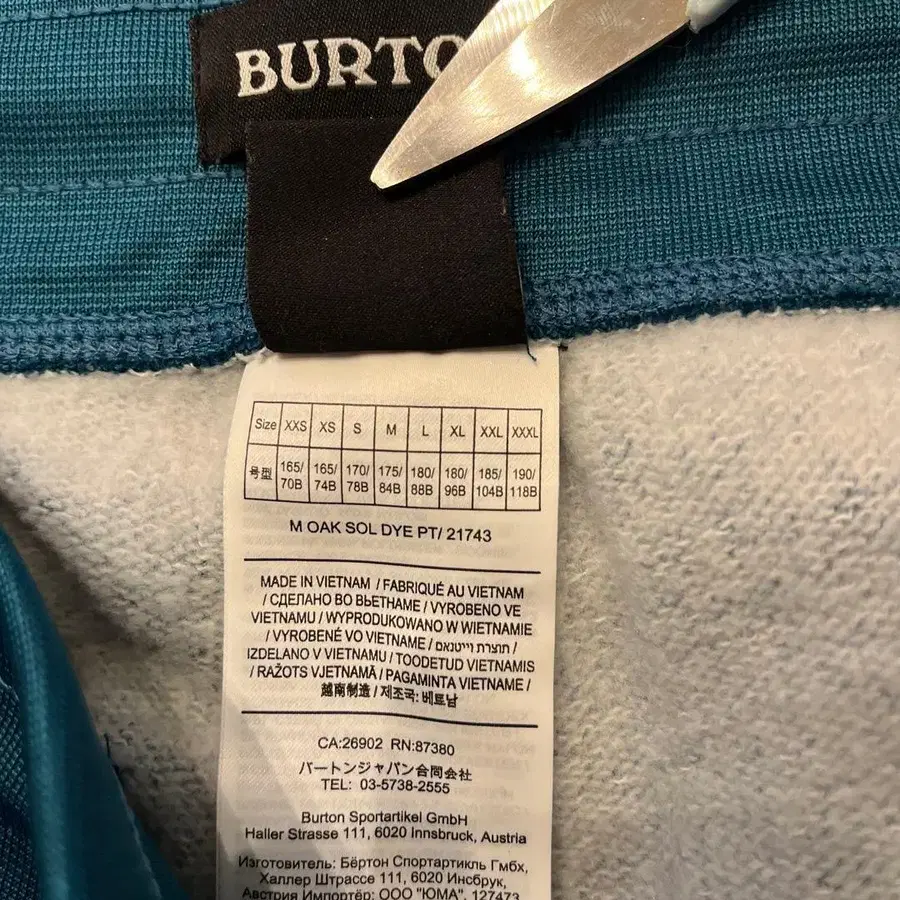 BURTO
Size XXS XS S M L XL XXL XXXL
号型 165/70B 165/74B 170/78B 175/84B 180/88B 180/96B 185/104B 190/118B
M OAK SOL DYE PT/ 21743
MADE IN VIETNAM / FABRIQUÉ AU VIETNAM
/ СДЕЛАНО ВО ВЬЕТНАМЕ / VYROBENO VE
VIETNAMU / WYPRODUKOWANO W WIETNAMIE
/ VYROBENÉ VO VIETNAME / תוצרת וייטנאם /
IZDELANO V VIETNAMU / TOODETUD VIETNAMIS
/ RAŽOTS VJETNAMĀ / PAGAMINTA VIETNAME /
越南制造 / 제조국: 베트남
CA:26902 RN:87380
バートンジャパン合同会社
TEL: 03-5738-2555
Burton Sportartikel GmbH
Haller Strasse 111, 6020 Innsbruck, Austria
Изготовитель: Бёртон Спортартикль Гмбх,
Халлер Штрассе 111, 6020 Инсбрук,
Австрия Импортёр: ООО "ЮМА", 127473